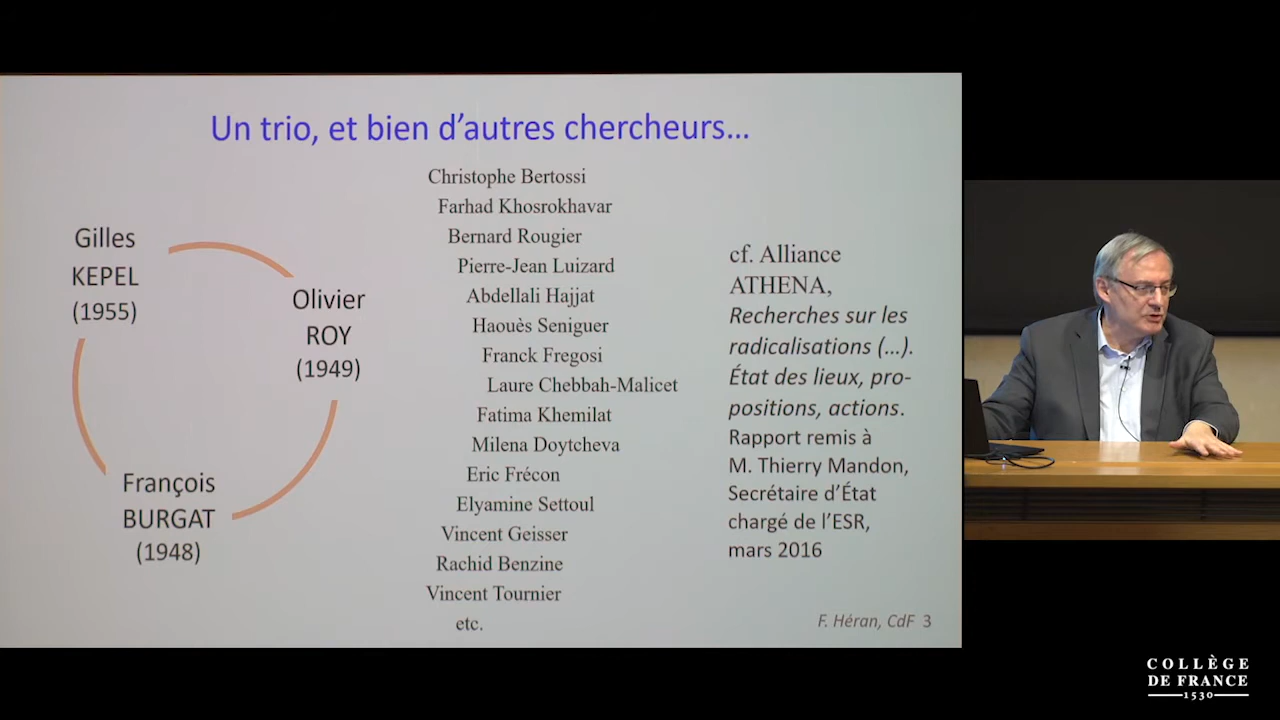 Un trio, et bien d'autres chercheurs...
Gilles
KEPEL
(1955)
Olivier
ROY
(1949)
François
BURGAT
(1948)
Christophe Bertossi
Farhad Khosrokhavar
Bernard Rougier
Pierre-Jean Luizard
Abdellali Hajjat
Haouès Seniguer
Franck Fregosi
Laure Chebbah-Malicet
Fatima Khemilat
Milena Doytcheva
Eric Frécon
Elyamine Settoul
Vincent Geisser
Rachid Benzine
Vincent Tournier
etc.
cf. Alliance
ATHENA,
Recherches sur les
radicalisations (...).
État des lieux, pro-
positions, actions.
Rapport remis à
M. Thierry Mandon,
Secrétaire d'État
chargé de l'ESR,
mars 2016
F. Héran, CdF 3
COLLÈGE
DE FRANCE
1530